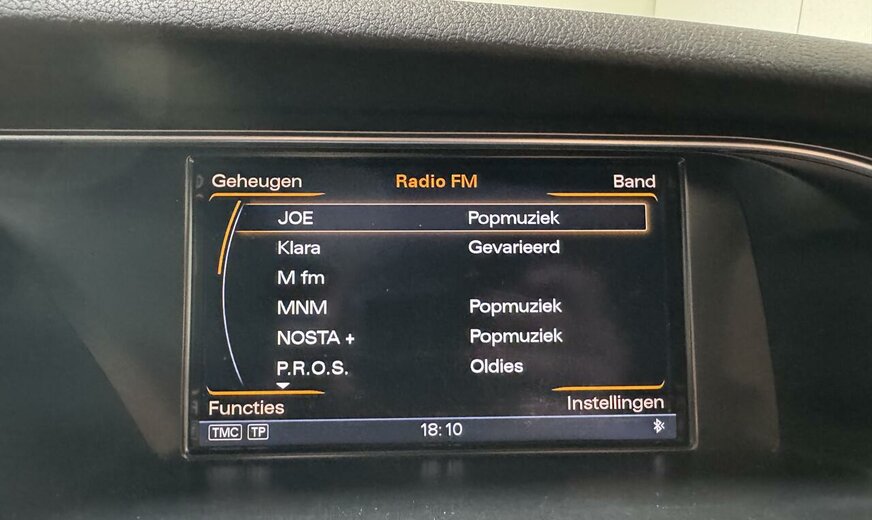 Geheugen Radio FM Band
JOE Popmuziek
Klara Gevarieerd
M fm
MNM Popmuziek
NOSTA + Popmuziek
P.R.O.S. Oldies
Functies Instellingen
TMC TP 18:10